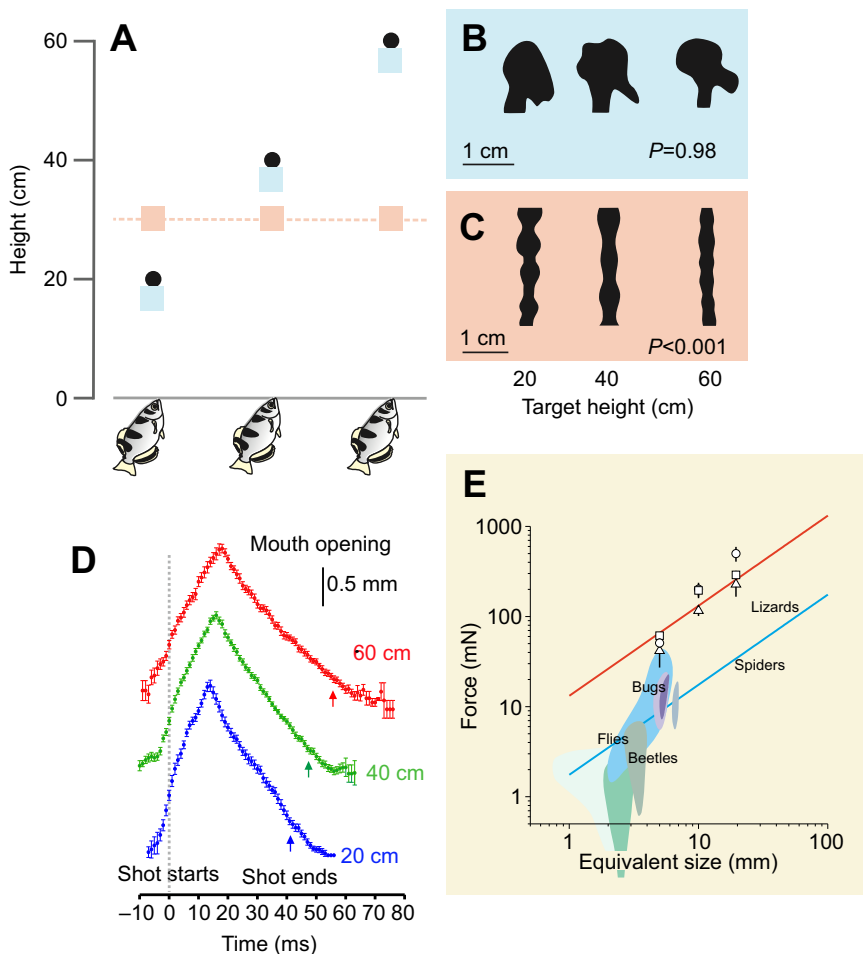 A
60
40
20
0
Height (cm)
B
1 cm
P=0.98
C
1 cm
P<0.001
20 40 60
Target height (cm)
D
Mouth opening
0.5 mm
60 cm
40 cm
20 cm
Shot starts
Shot ends
–10 0 10 20 30 40 50 60 70 80
Time (ms)
E
1000
100
10
1
Force (mN)
Lizards
Spiders
Bugs
Flies
Beetles
1 10 100
Equivalent size (mm)